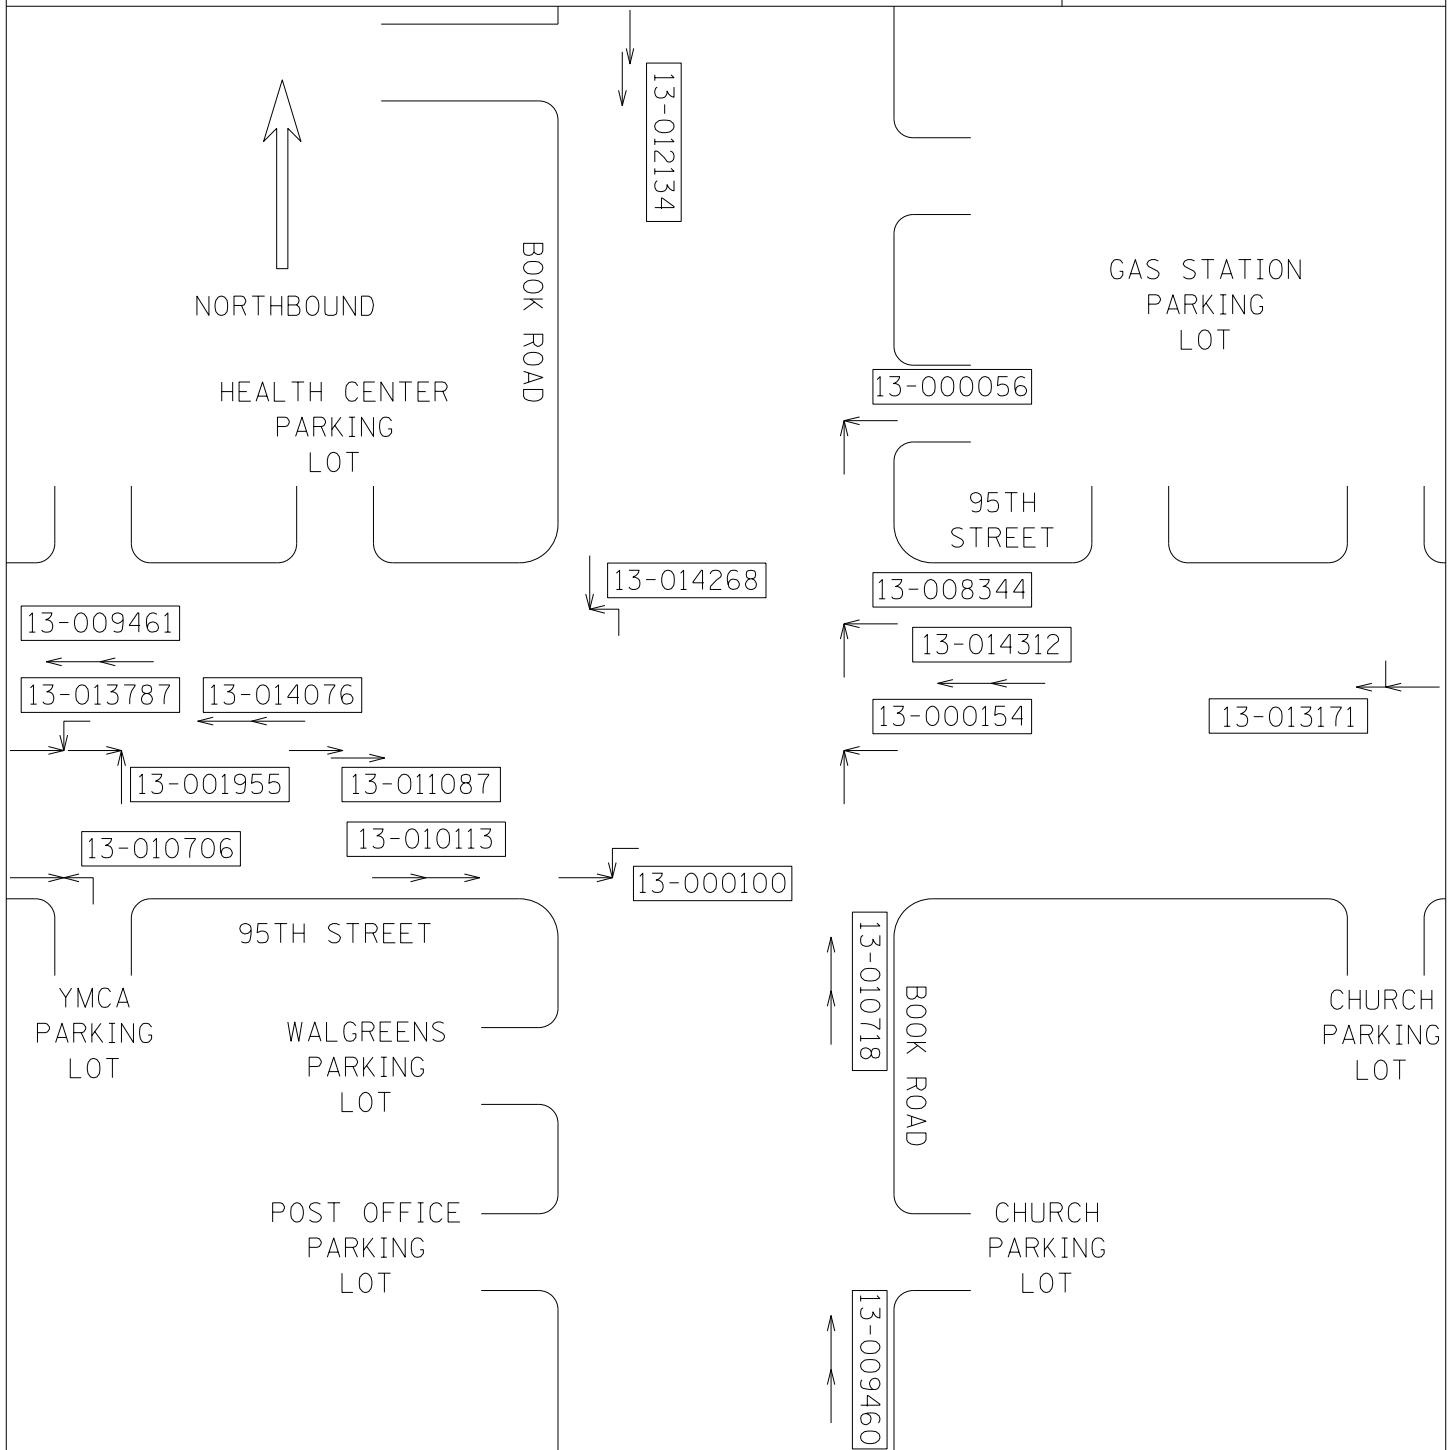 13-012134
BOOK ROAD
NORTHBOUND
GAS STATION
PARKING
LOT
HEALTH CENTER
PARKING
LOT
13-000056
95TH
STREET
13-014268
13-008344
13-009461
13-014312
13-013787
13-014076
13-000154
13-013171
13-001955
13-011087
13-010113
13-010706
13-000100
95TH STREET
13-010718
BOOK ROAD
YMCA
PARKING
LOT
WALGREENS
PARKING
LOT
CHURCH
PARKING
LOT
POST OFFICE
PARKING
LOT
CHURCH
PARKING
LOT
13-009460